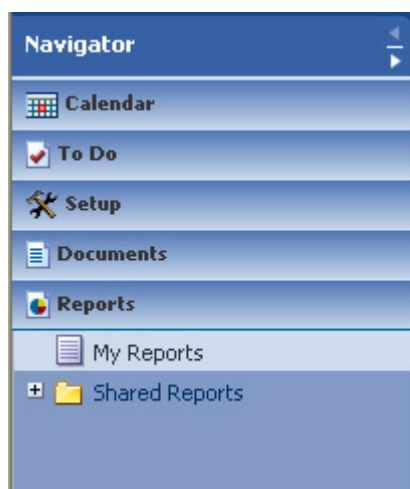 Navigator
Calendar
To Do
Setup
Documents
Reports
My Reports
Shared Reports